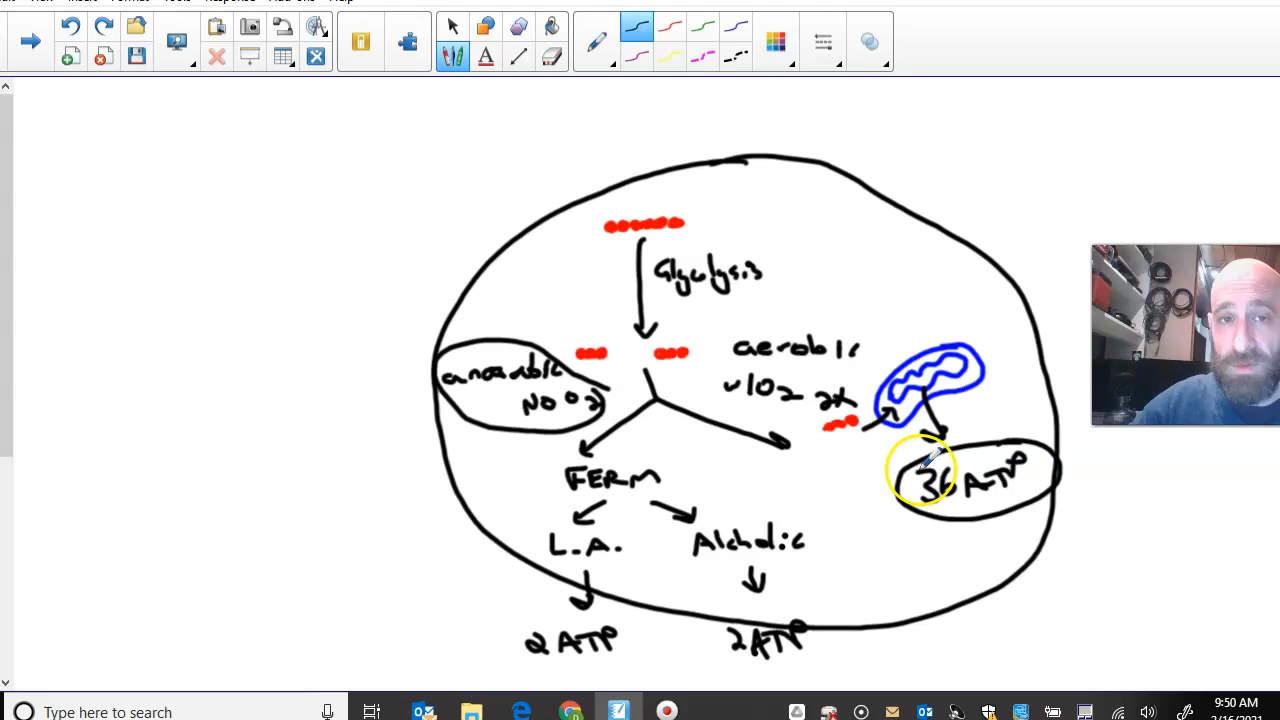 Glycolysis
anaerobic
NO O2
aerobic
w/O2 2x
36 ATP
FERM
L.A.
Alcholic
2 ATP
2 ATP
Type here to search
9:50 AM